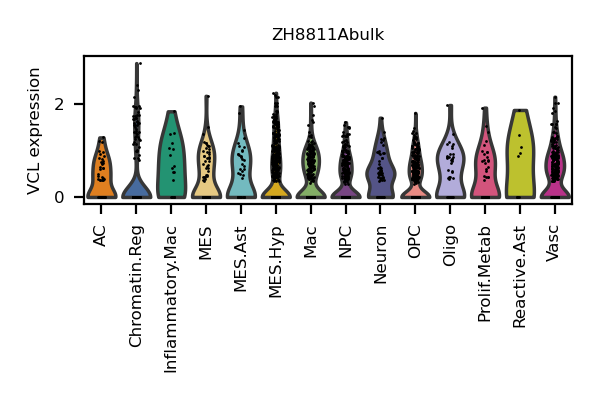 ZH8811Abulk
VCL expression
2
0
AC
Chromatin.Reg
Inflammatory.Mac
MES
MES.Ast
MES.Hyp
Mac
NPC
Neuron
OPC
Oligo
Prolif.Metab
Reactive.Ast
Vasc